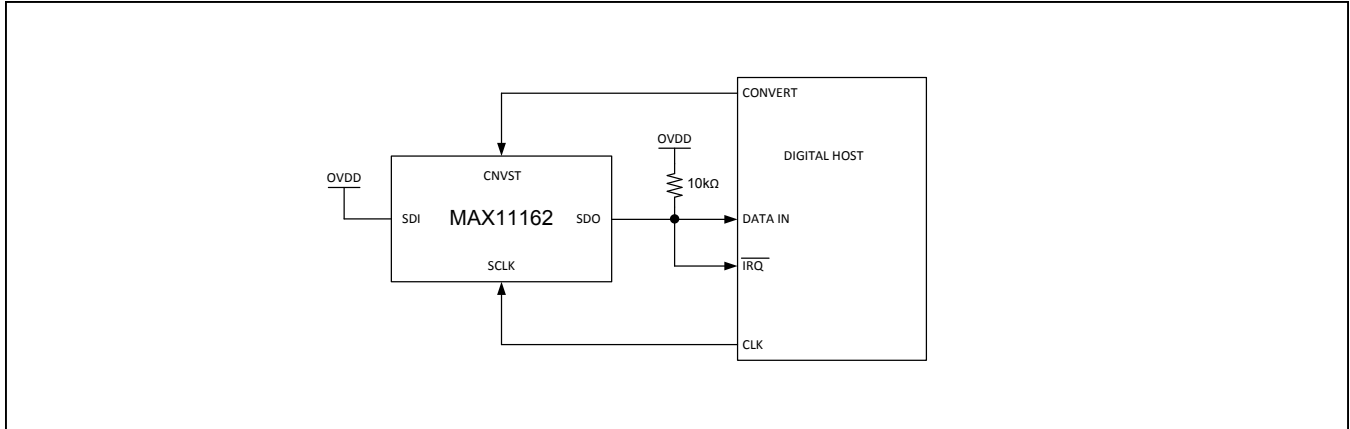 CONVERT
OVDD
DIGITAL HOST
OVDD
CNVST
10kΩ
SDI
MAX11162
SDO
DATA IN
SCLK
IRQ
CLK